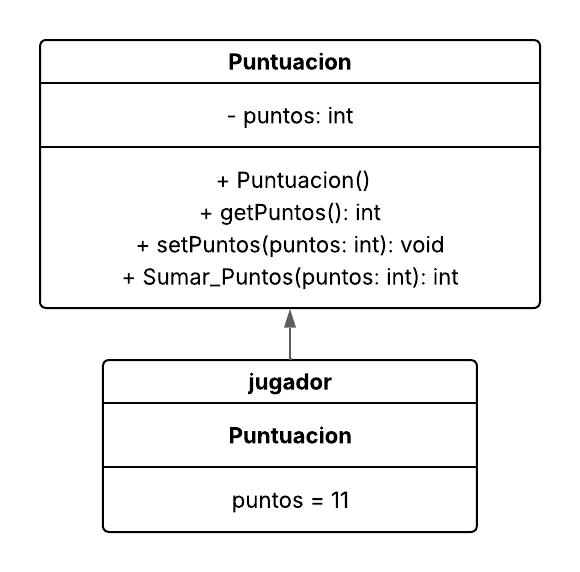 Puntuacion
- puntos: int
+ Puntuacion()
+ getPuntos(): int
+ setPuntos(puntos: int): void
+ Sumar_Puntos(puntos: int): int
jugador
Puntuacion
puntos = 11